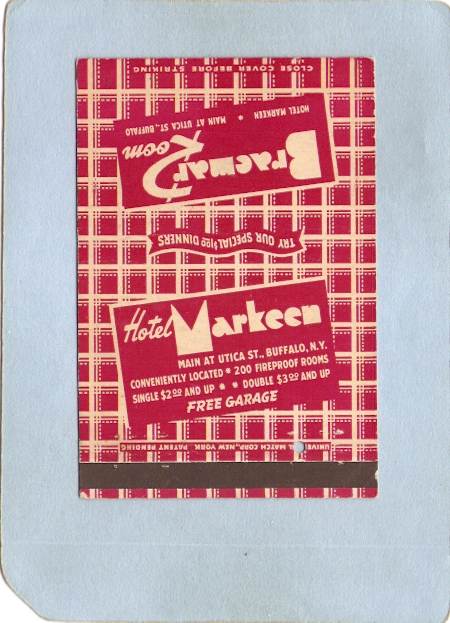 CLOSE COVER BEFORE STRIKING
HOTEL MARKEEN
MAIN AT UTICA ST., BUFFALO
Braemar
Room
TRY OUR SPECIAL $1.00 DINNERS
Hotel Markeen
MAIN AT UTICA ST., BUFFALO, N.Y.
CONVENIENTLY LOCATED * 200 FIREPROOF ROOMS
SINGLE $2.00 AND UP * * DOUBLE $3.00 AND UP
FREE GARAGE
MATCH CORP., NEW YORK PATENT PENDING